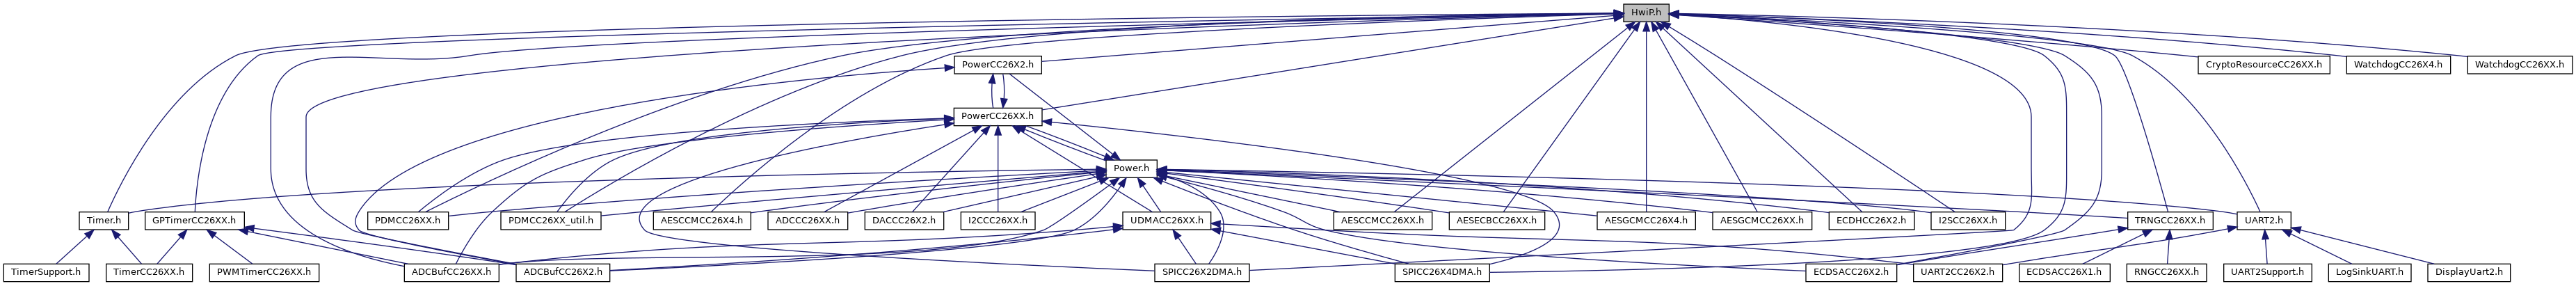 HwiP.h
PowerCC26X2.h
CryptoResourceCC26XX.h
WatchdogCC26X4.h
WatchdogCC26XX.h
PowerCC26XX.h
Power.h
Timer.h
GPTimerCC26XX.h
PDMCC26XX.h
PDMCC26XX_util.h
AESCCMCC26X4.h
ADCCC26XX.h
DACCC26X2.h
I2CCC26XX.h
UDMACC26XX.h
AESCCMCC26XX.h
AESECBCC26XX.h
AESGCMCC26X4.h
AESGCMCC26XX.h
ECDHCC26X2.h
I2SCC26XX.h
TRNGCC26XX.h
UART2.h
TimerSupport.h
TimerCC26XX.h
PWMTimerCC26XX.h
ADCBufCC26XX.h
ADCBufCC26X2.h
SPICC26X2DMA.h
SPICC26X4DMA.h
ECDSACC26X2.h
UART2CC26X2.h
ECDSACC26X1.h
RNGCC26XX.h
UART2Support.h
LogSinkUART.h
DisplayUart2.h